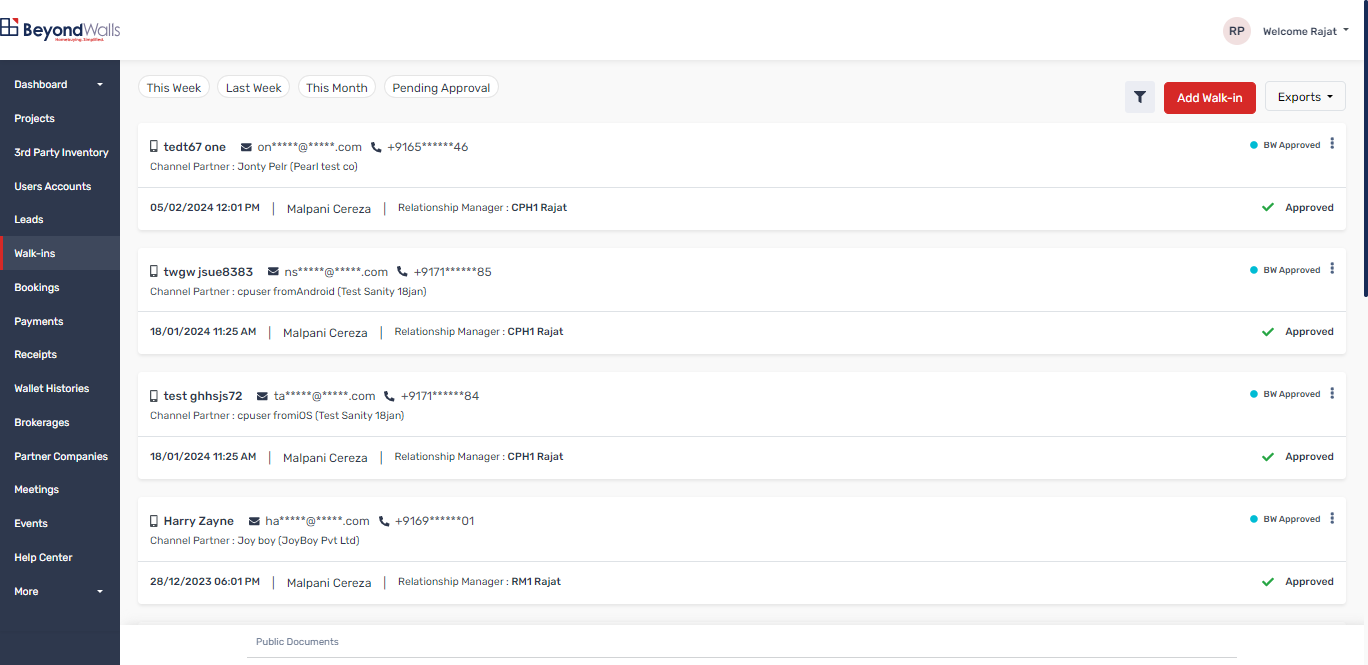 BeyondWalls
Homebuying. Simplified.
RP Welcome Rajat
Dashboard
Projects
3rd Party Inventory
Users Accounts
Leads
Walk-ins
Bookings
Payments
Receipts
Wallet Histories
Brokerages
Partner Companies
Meetings
Events
Help Center
More
This Week Last Week This Month Pending Approval
Add Walk-in Exports
tedt67 one on*****@*****.com +9165******46 BW Approved
Channel Partner : Jonty Pelr (Pearl test co)
05/02/2024 12:01 PM | Malpani Cereza | Relationship Manager : CPH1 Rajat Approved
twgw jsue8383 ns*****@*****.com +9171******85 BW Approved
Channel Partner : cpuser fromAndroid (Test Sanity 18jan)
18/01/2024 11:25 AM | Malpani Cereza | Relationship Manager : CPH1 Rajat Approved
test ghhsjs72 ta*****@*****.com +9171******84 BW Approved
Channel Partner : cpuser fromiOS (Test Sanity 18jan)
18/01/2024 11:25 AM | Malpani Cereza | Relationship Manager : CPH1 Rajat Approved
Harry Zayne ha*****@*****.com +9169******01 BW Approved
Channel Partner : Joy boy (JoyBoy Pvt Ltd)
28/12/2023 06:01 PM | Malpani Cereza | Relationship Manager : RM1 Rajat Approved
Public Documents